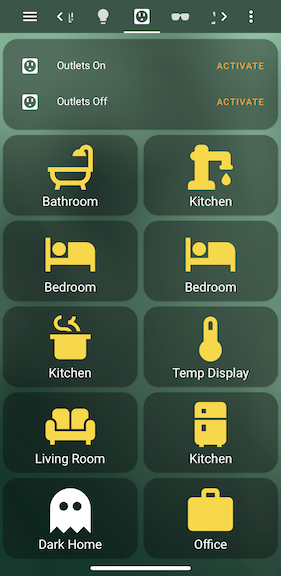 Outlets On ACTIVATE
Outlets Off ACTIVATE
Bathroom Kitchen
Bedroom Bedroom
Kitchen Temp Display
Living Room Kitchen
Dark Home Office